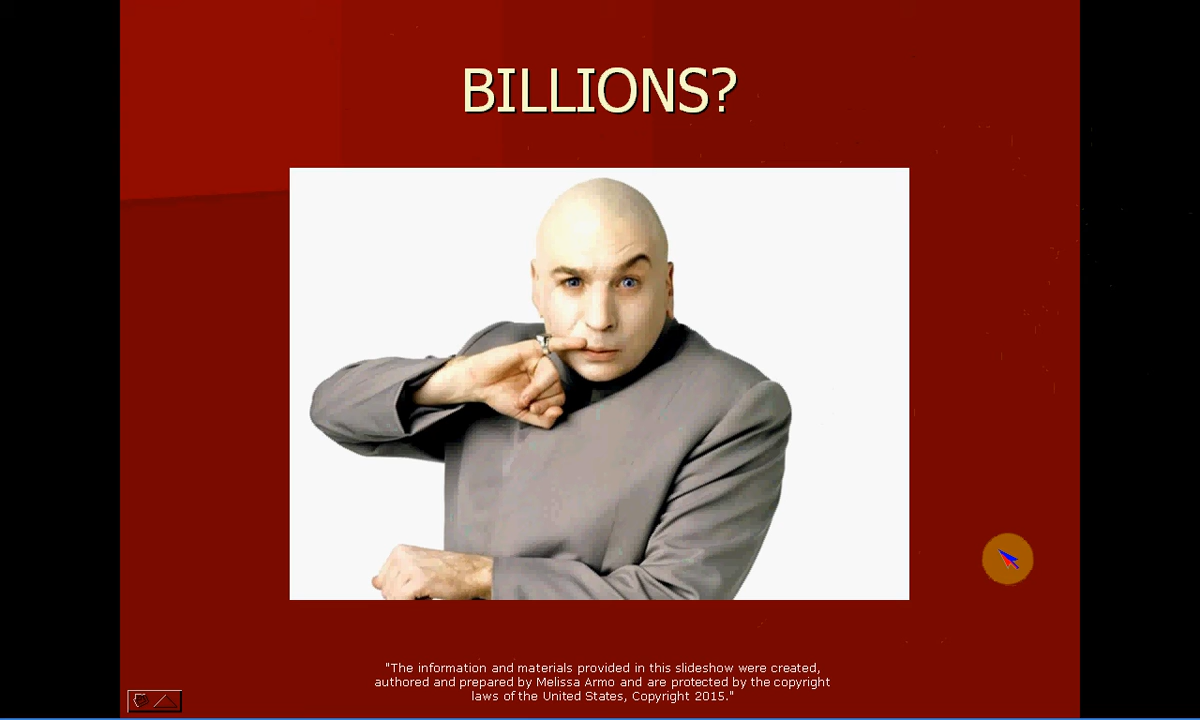 BILLIONS?
"The information and materials provided in this slideshow were created,
authored and prepared by Melissa Armo and are protected by the copyright
laws of the United States, Copyright 2015."